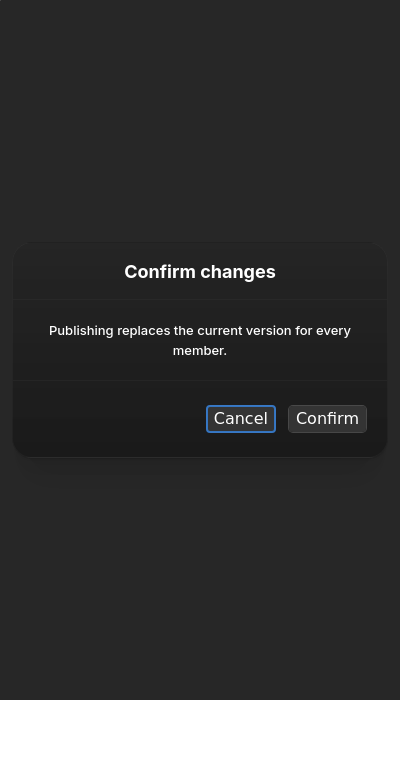 Confirm changes
Publishing replaces the current version for every
member.
Cancel Confirm